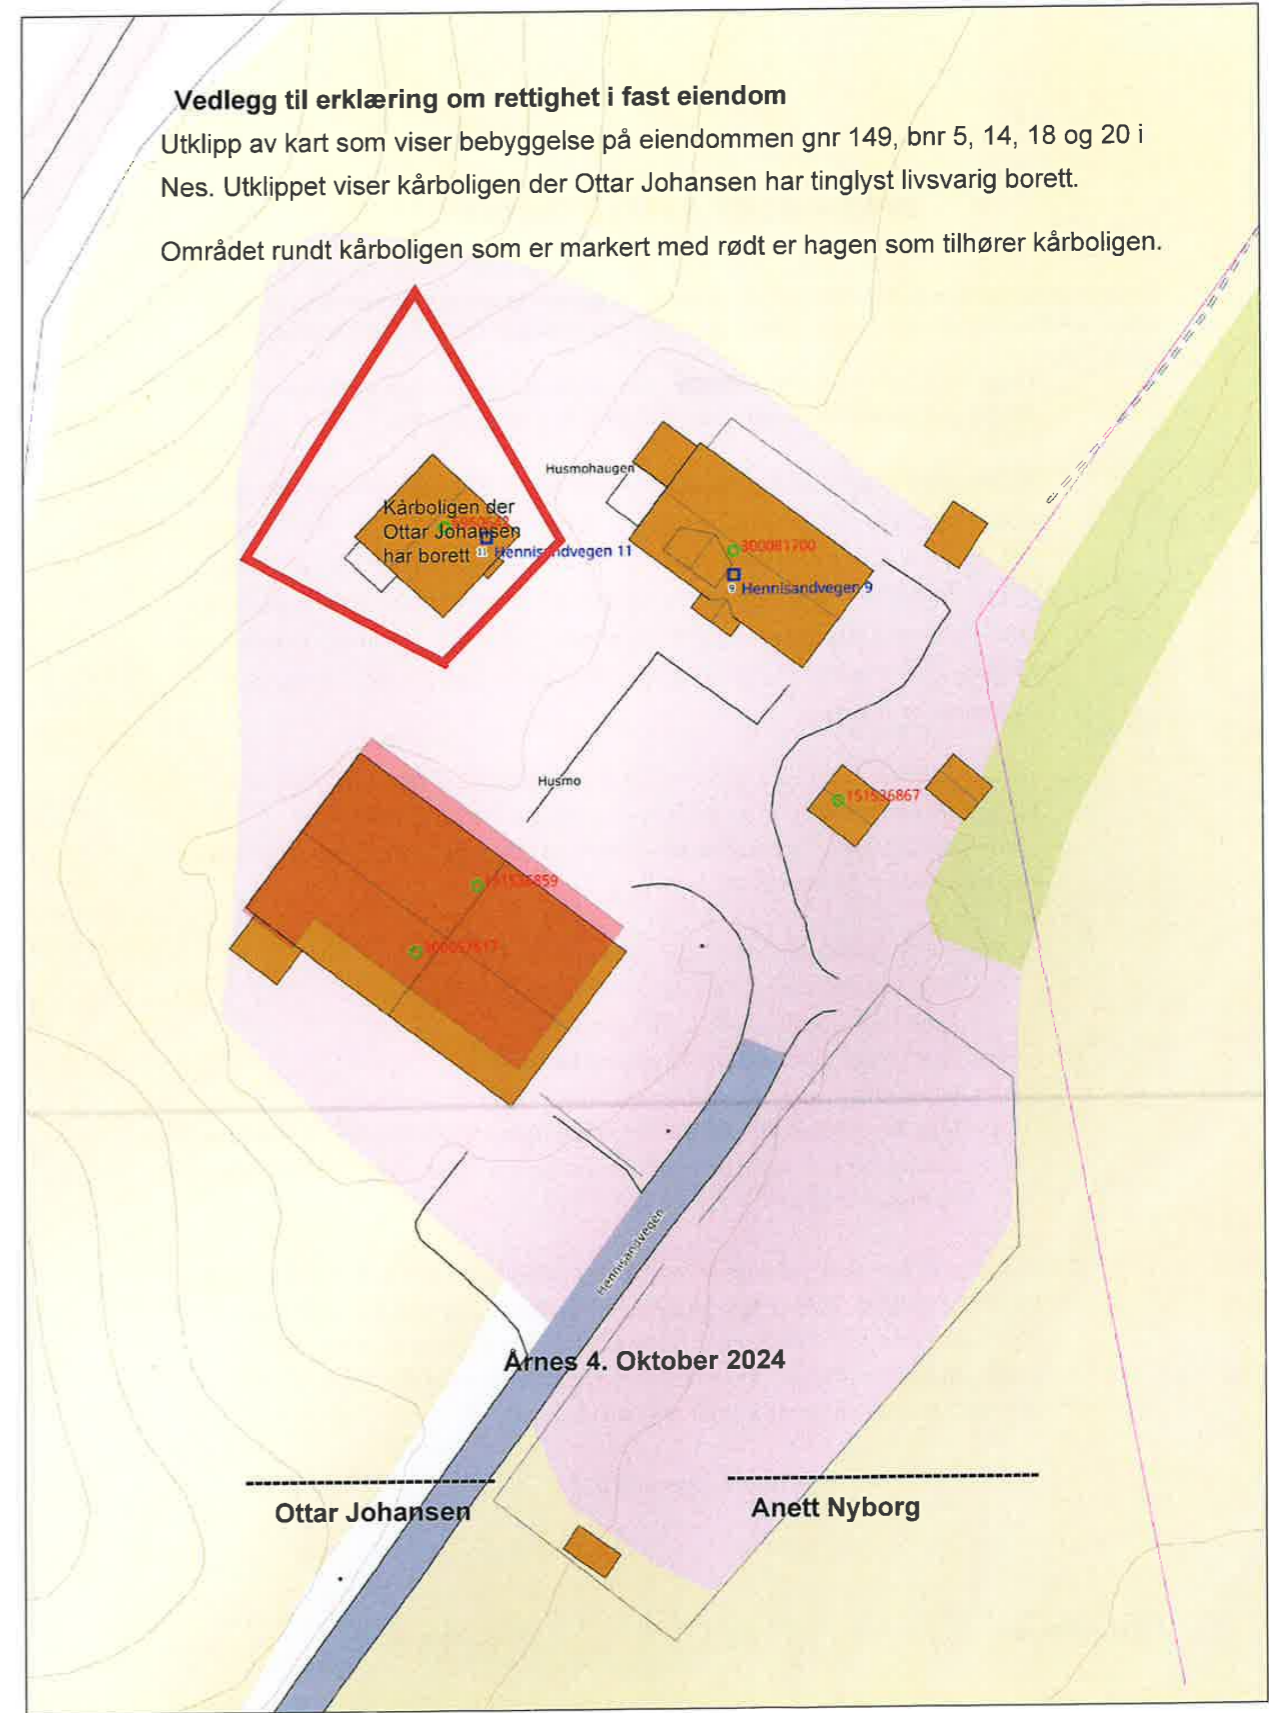 Vedlegg til erklæring om rettighet i fast eiendom
Utklipp av kart som viser bebyggelse på eiendommen gnr 149, bnr 5, 14, 18 og 20 i
Nes. Utklippet viser kårboligen der Ottar Johansen har tinglyst livsvarig borett.
Området rundt kårboligen som er markert med rødt er hagen som tilhører kårboligen.
Husmohaugen
Kårboligen der
Ottar Johansen
har borett
11 Hennisandvegen 11
300081700
9 Hennisandvegen 9
Husmo
151536867
151536859
Hennisandvegen
Årnes 4. Oktober 2024
Ottar Johansen
Anett Nyborg